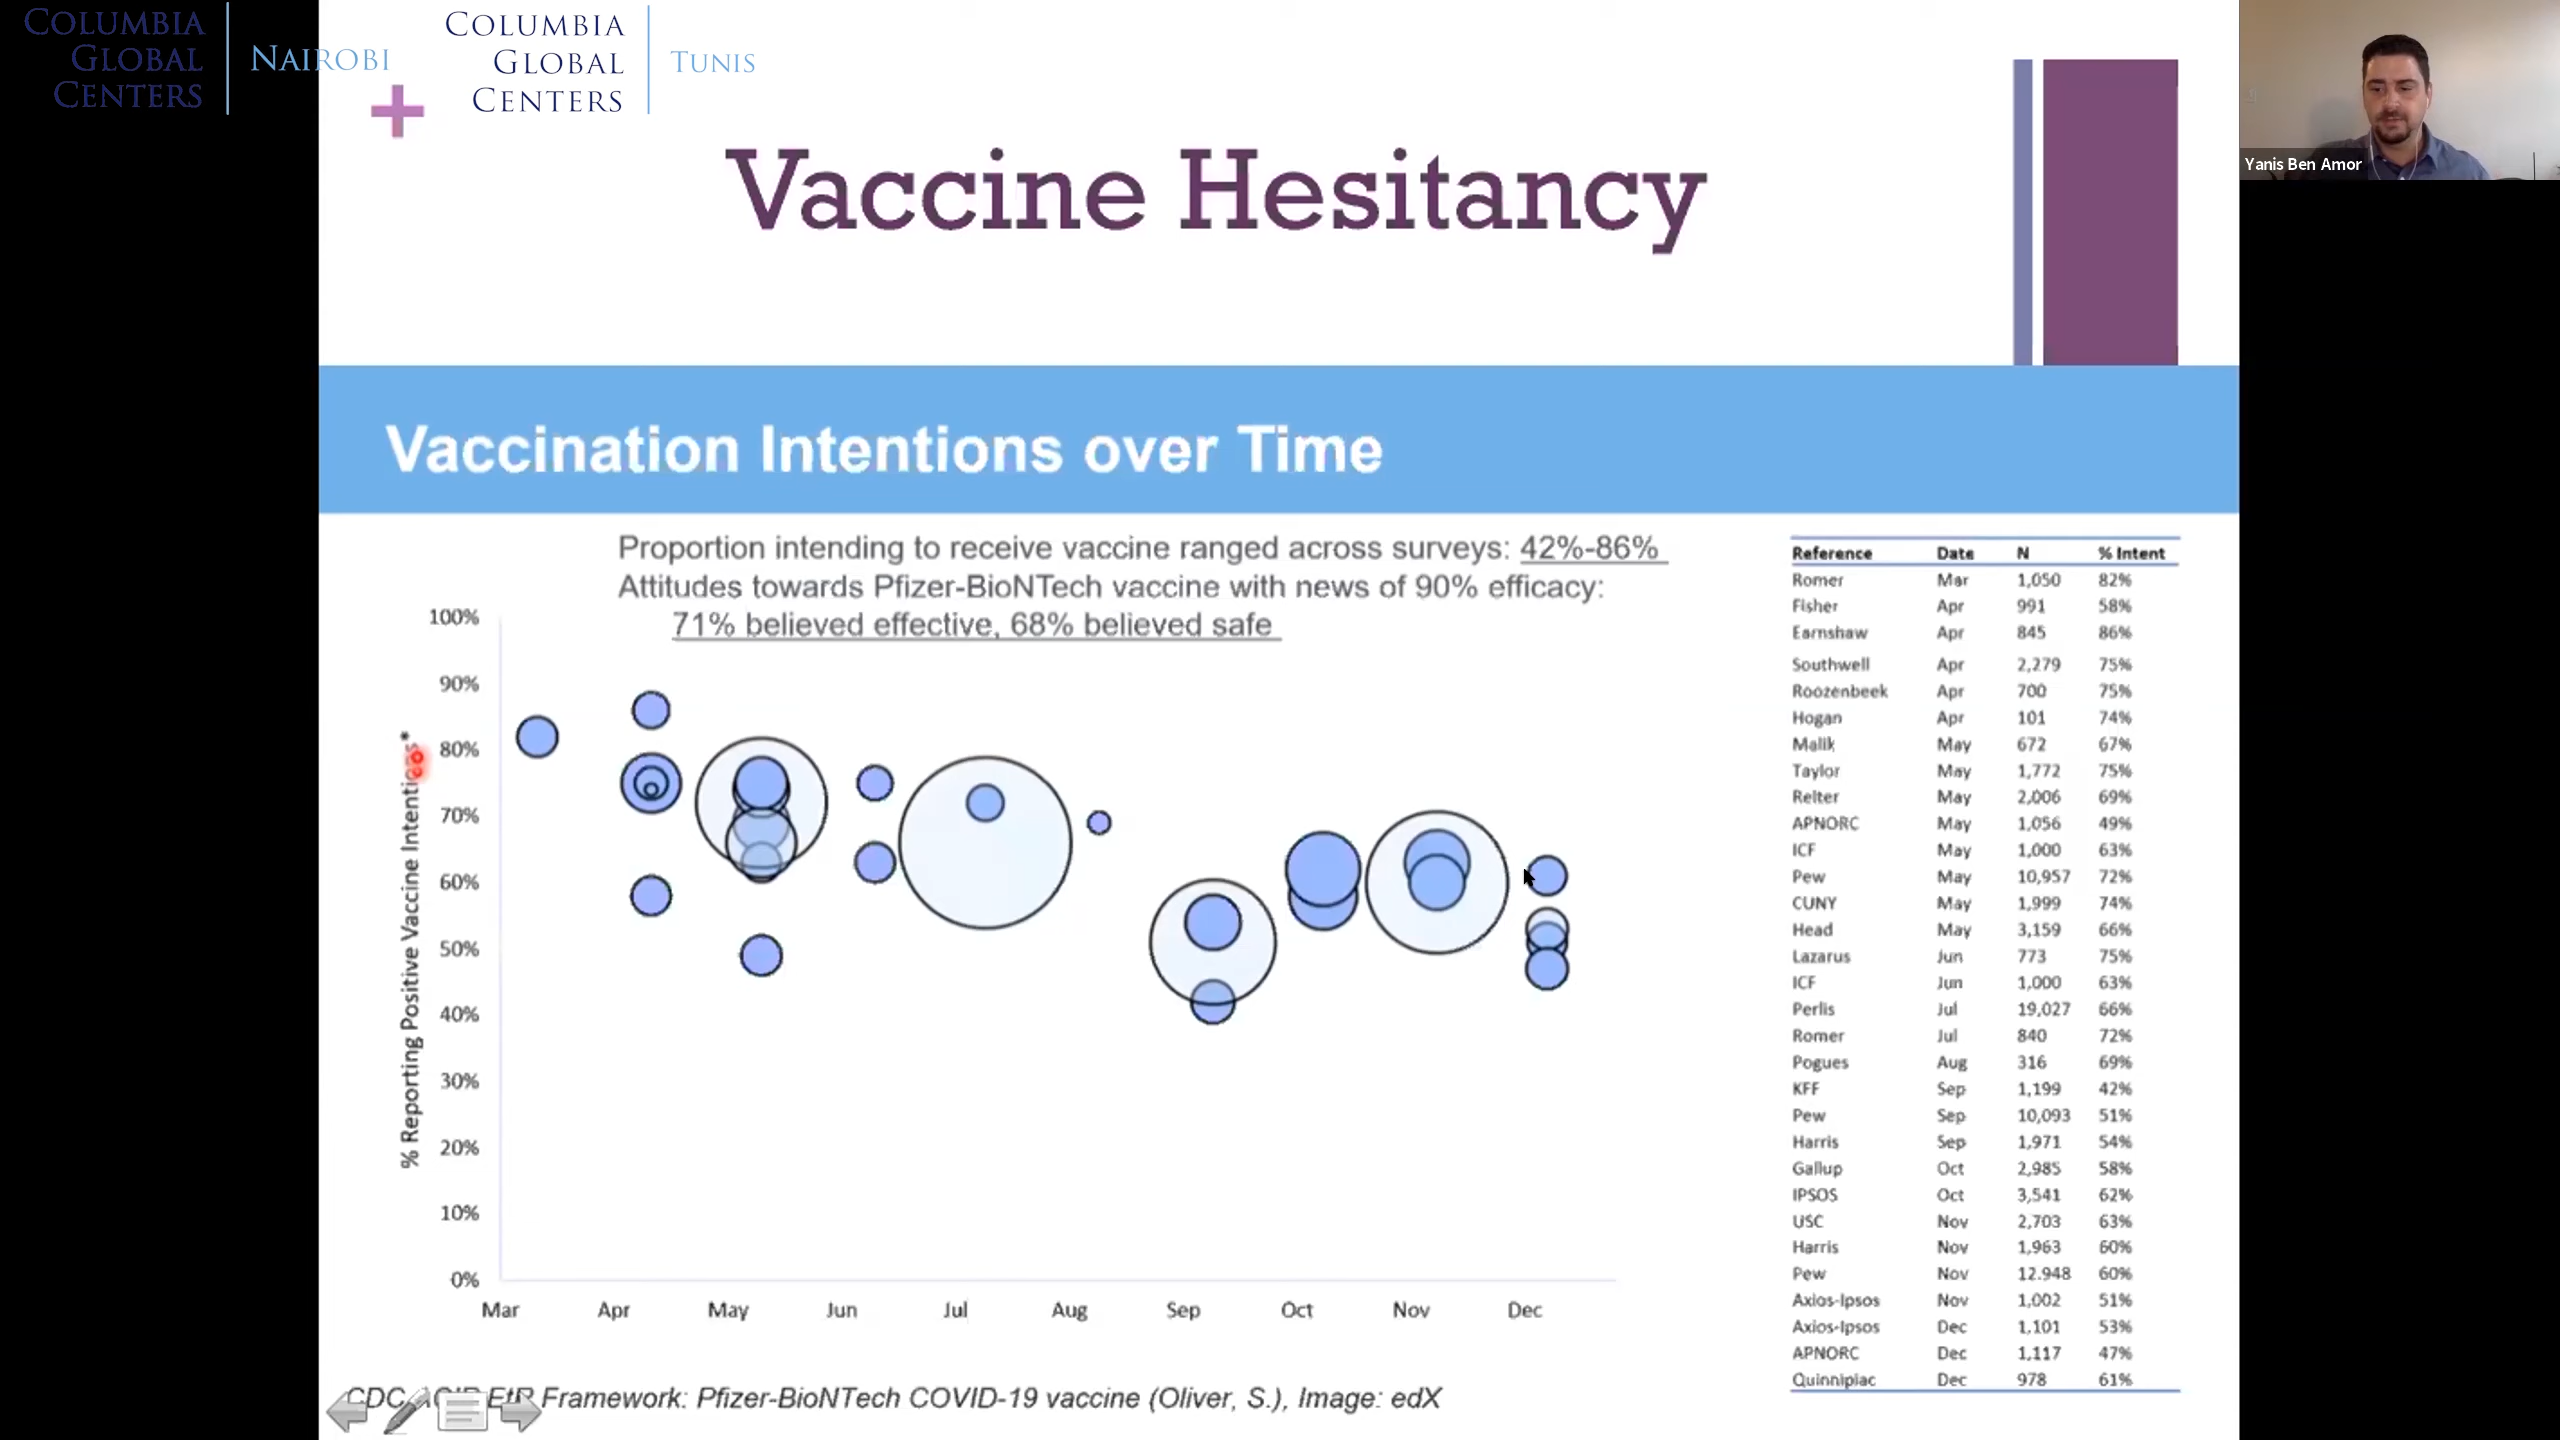 COLUMBIA
GLOBAL
CENTERS
NAIROBI
COLUMBIA
GLOBAL
CENTERS
TUNIS
Yanis Ben Amor
Vaccine Hesitancy
Vaccination Intentions over Time
Proportion intending to receive vaccine ranged across surveys: 42%-86%
Attitudes towards Pfizer-BioNTech vaccine with news of 90% efficacy:
71% believed effective, 68% believed safe
% Reporting Positive Vaccine Intentions*
100%
90%
80%
70%
60%
50%
40%
30%
20%
10%
0%
Mar Apr May Jun Jul Aug Sep Oct Nov Dec
Reference Date N % Intent
Romer Mar 1,050 82%
Fisher Apr 991 58%
Earnshaw Apr 845 86%
Southwell Apr 2,279 75%
Roozenbeek Apr 700 75%
Hogan Apr 101 74%
Malik May 672 67%
Taylor May 1,772 75%
Reiter May 2,006 69%
APNORC May 1,056 49%
ICF May 1,000 63%
Pew May 10,957 72%
CUNY May 1,999 74%
Head May 3,159 66%
Lazarus Jun 773 75%
ICF Jun 1,000 63%
Perlis Jul 19,027 66%
Romer Jul 840 72%
Pogues Aug 316 69%
KFF Sep 1,199 42%
Pew Sep 10,093 51%
Harris Sep 1,971 54%
Gallup Oct 2,985 58%
IPSOS Oct 3,541 62%
USC Nov 2,703 63%
Harris Nov 1,963 60%
Pew Nov 12.948 60%
Axios-Ipsos Nov 1,002 51%
Axios-Ipsos Dec 1,101 53%
APNORC Dec 1,117 47%
Quinnipiac Dec 978 61%
CDC ACIP EtR Framework: Pfizer-BioNTech COVID-19 vaccine (Oliver, S.), Image: edX